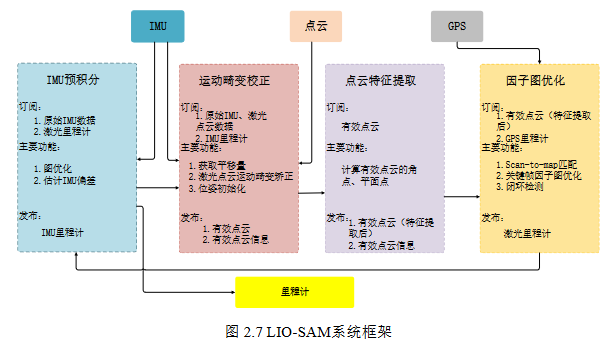 IMU
点云
GPS
IMU预积分
订阅:
1. 原始IMU数据
2. 激光里程计
主要功能:
1. 图优化
2. 估计IMU偏差
发布:
IMU里程计
运动畸变校正
订阅:
1. 原始IMU、激光
点云数据
2. IMU里程计
主要功能:
1. 获取平移量
2. 激光点云运动畸变矫正
3. 位姿初始化
发布:
1. 有效点云
2. 有效点云信息
点云特征提取
订阅:
有效点云
主要功能:
计算有效点云的角
点、平面点
发布:
1. 有效点云（特征提取
后）
2. 有效点云信息
因子图优化
订阅:
1. 有效点云（特征提取
后）
2. GPS里程计
主要功能:
1. Scan-to-map匹配
2. 关键帧因子图优化
3. 闭环检测
发布:
激光里程计
里程计
图 2.7 LIO-SAM系统框架